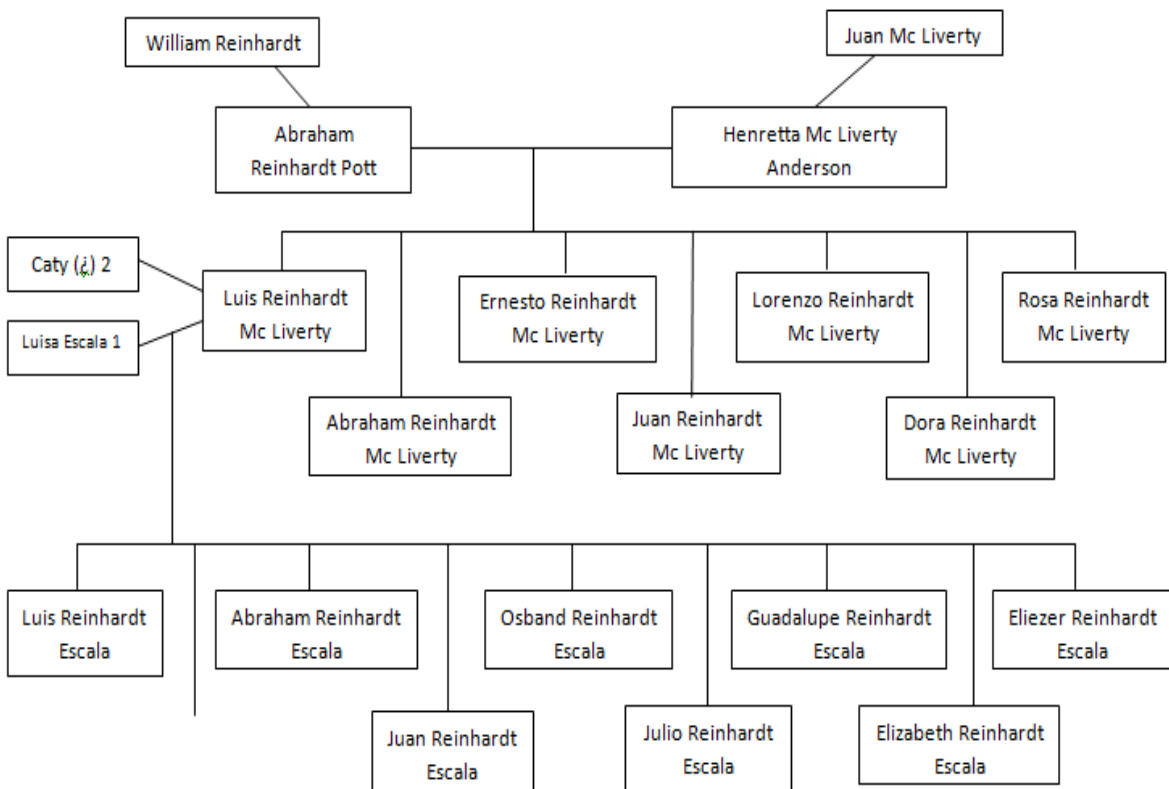 William Reinhardt
Juan Mc Liverty
Abraham
Reinhardt Pott
Henretta Mc Liverty
Anderson
Caty (¿) 2
Luisa Escala 1
Luis Reinhardt
Mc Liverty
Ernesto Reinhardt
Mc Liverty
Lorenzo Reinhardt
Mc Liverty
Rosa Reinhardt
Mc Liverty
Abraham Reinhardt
Mc Liverty
Juan Reinhardt
Mc Liverty
Dora Reinhardt
Mc Liverty
Luis Reinhardt
Escala
Abraham Reinhardt
Escala
Osband Reinhardt
Escala
Guadalupe Reinhardt
Escala
Eliezer Reinhardt
Escala
Juan Reinhardt
Escala
Julio Reinhardt
Escala
Elizabeth Reinhardt
Escala